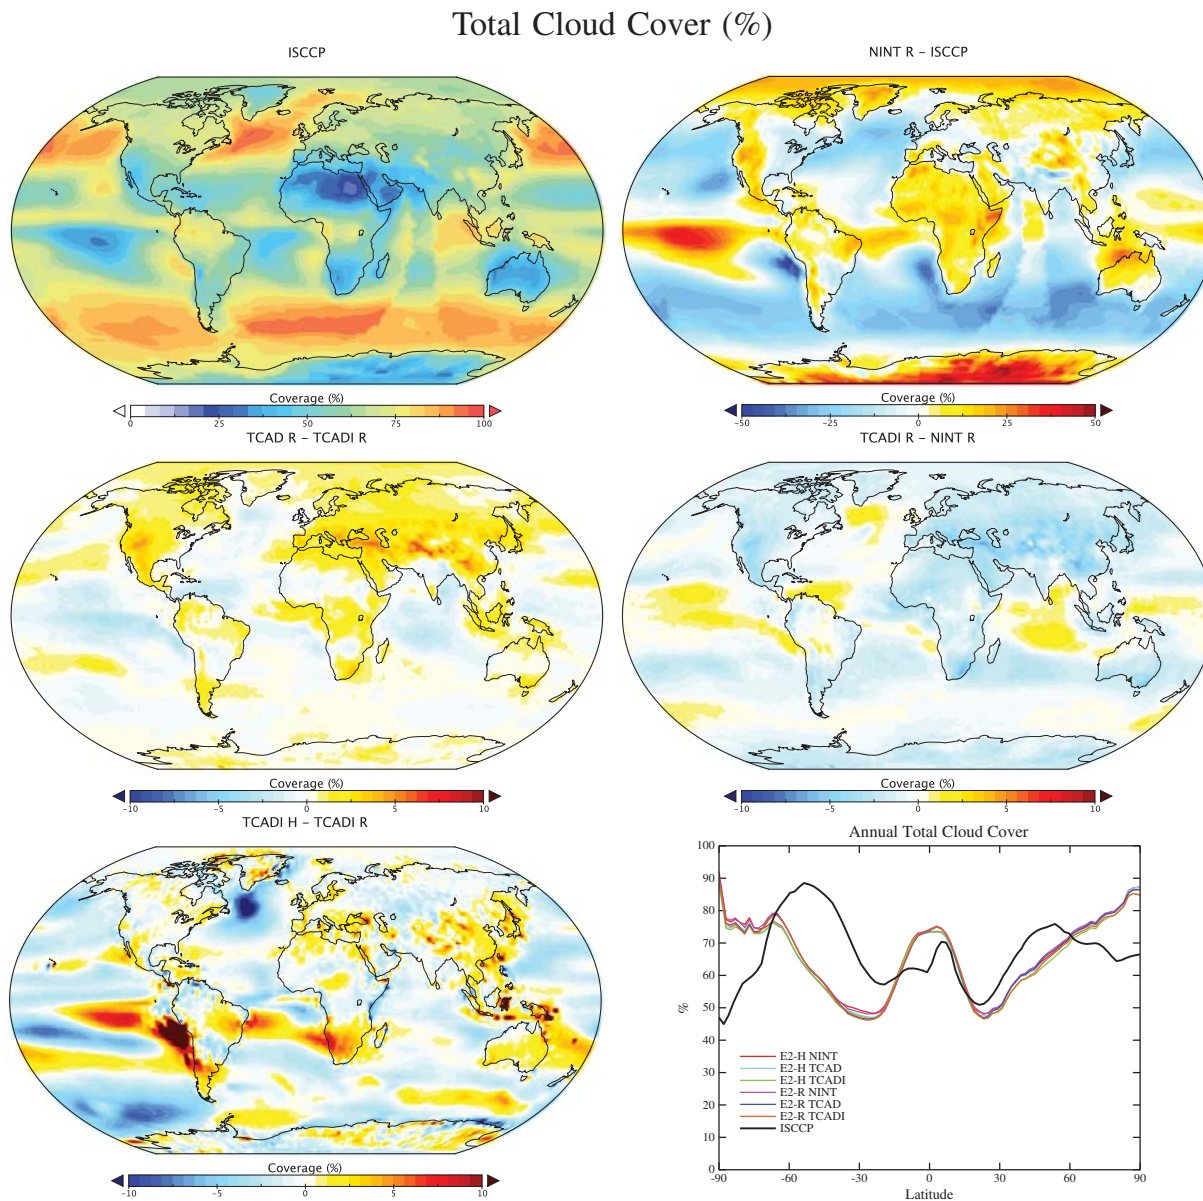 Total Cloud Cover (%)
ISCCP
NINT R – ISCCP
Coverage (%)
0 25 50 75 100
Coverage (%)
−50 −25 0 25 50
TCAD R – TCADI R
TCADI R – NINT R
Coverage (%)
−10 −5 0 5 10
Coverage (%)
−10 −5 0 5 10
TCADI H – TCADI R
Coverage (%)
−10 −5 0 5 10
Annual Total Cloud Cover
100
90
80
70
60
50
40
30
20
10
0
%
E2-H NINT
E2-H TCAD
E2-H TCADI
E2-R NINT
E2-R TCAD
E2-R TCADI
ISCCP
-90 -60 -30 0 30 60 90
Latitude